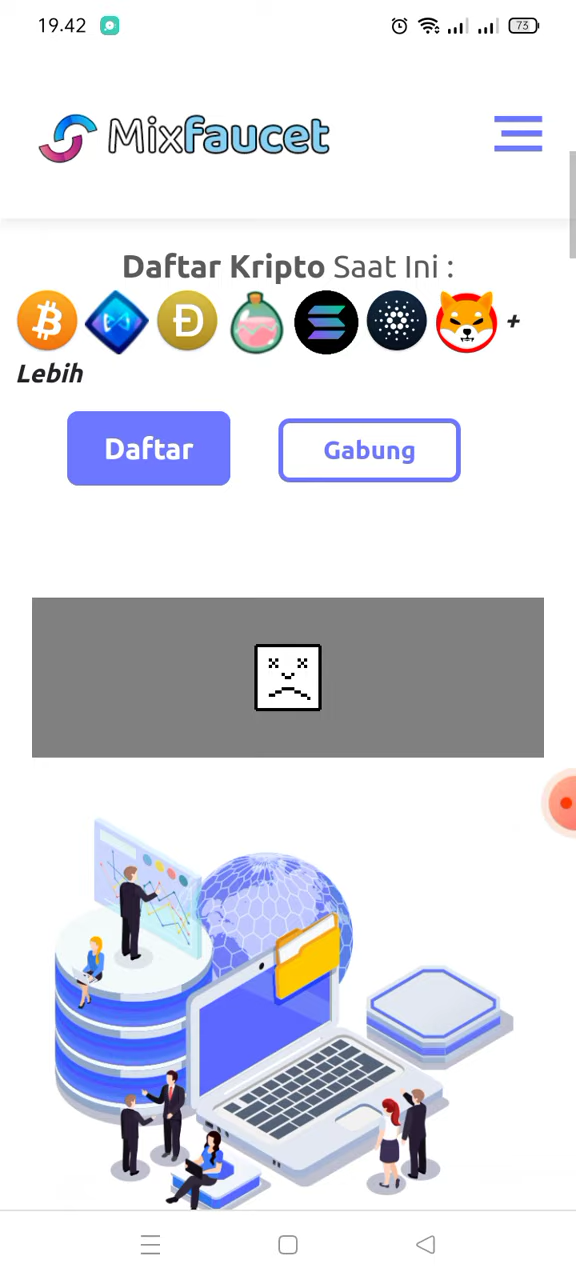 19.42
73
Mixfaucet
Daftar Kripto Saat Ini :
+
Lebih
Daftar
Gabung